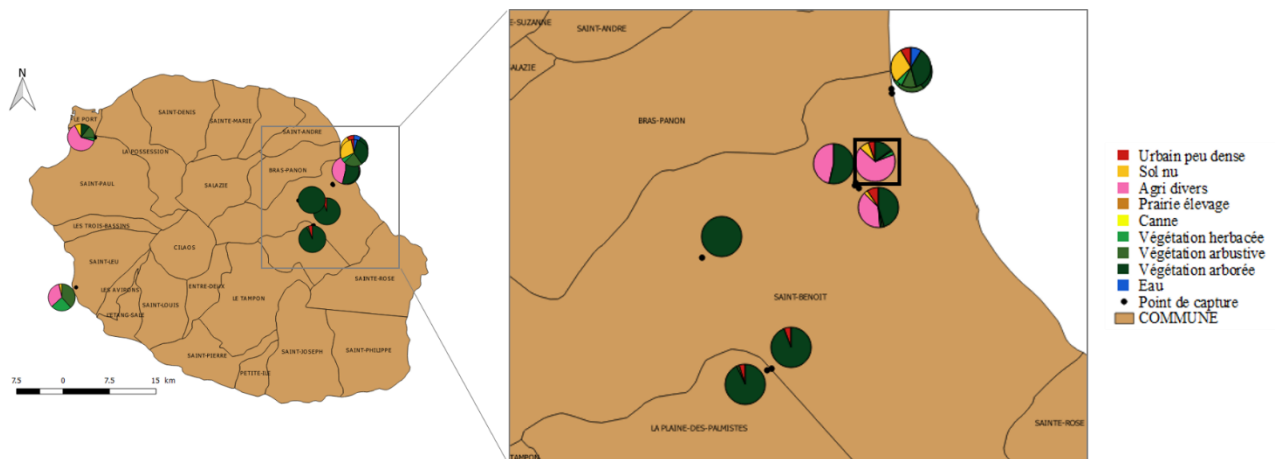 N
SAINT-DENIS
SAINTE-MARIE
LE PORT
SAINT-ANDRE
LA POSSESSION
BRAS-PANON
SALAZIE
SAINT-PAUL
LES TROIS-BASSINS
CILAOS
SAINT-LEU
SAINTE-ROSE
LES AVIRONS
ENTRE-DEUX
LE TAMPON
L'ETANG-SALE
SAINT-LOUIS
SAINT-PIERRE
SAINT-JOSEPH
SAINT-PHILIPPE
PETITE-ILE
7.5 0 7.5 15 km
E-SUZANNE
SAINT-ANDRE
ALAZIE
BRAS-PANON
SAINT-BENOIT
LA PLAINE-DES-PALMISTES
SAINTE-ROSE
TAMPON
Urbain peu dense
Sol nu
Agri divers
Prairie élevage
Canne
Végétation herbacée
Végétation arbustive
Végétation arborée
Eau
Point de capture
COMMUNE